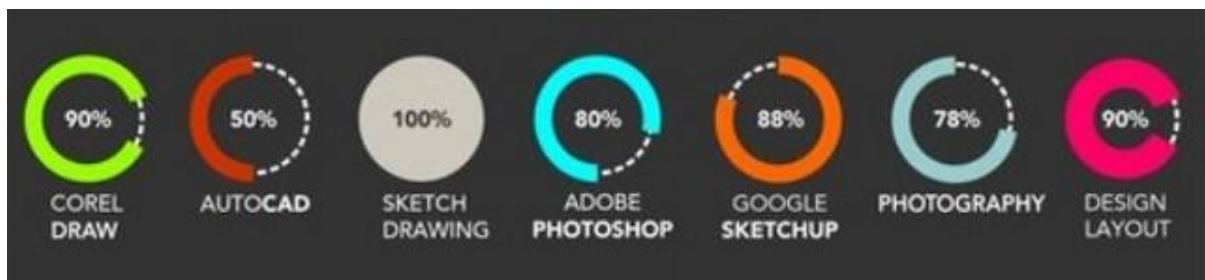 90%
50%
100%
80%
88%
78%
90%
COREL
DRAW
AUTOCAD
SKETCH
DRAWING
ADOBE
PHOTOSHOP
GOOGLE
SKETCHUP
PHOTOGRAPHY
DESIGN
LAYOUT